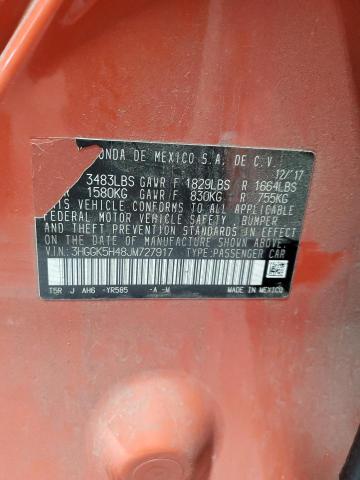 ONDA DE MEXICO S.A. DE C.V.
12/'17
3483LBS GAWR F 1829LBS R 1664LBS
R 1580KG GAWR F 830KG R 755KG
THIS VEHICLE CONFORMS TO ALL APPLICABLE
FEDERAL MOTOR VEHICLE SAFETY, BUMPER
AND THEFT PREVENTION STANDARDS IN
EFFECT ON THE DATE OF MANUFACTURE SHOWN ABOVE.
V.I.N.:3HGGK5H48JM727917 TYPE:PASSENGER CAR
T5R J AH6 -YR585 -A -M MADE IN MEXICO